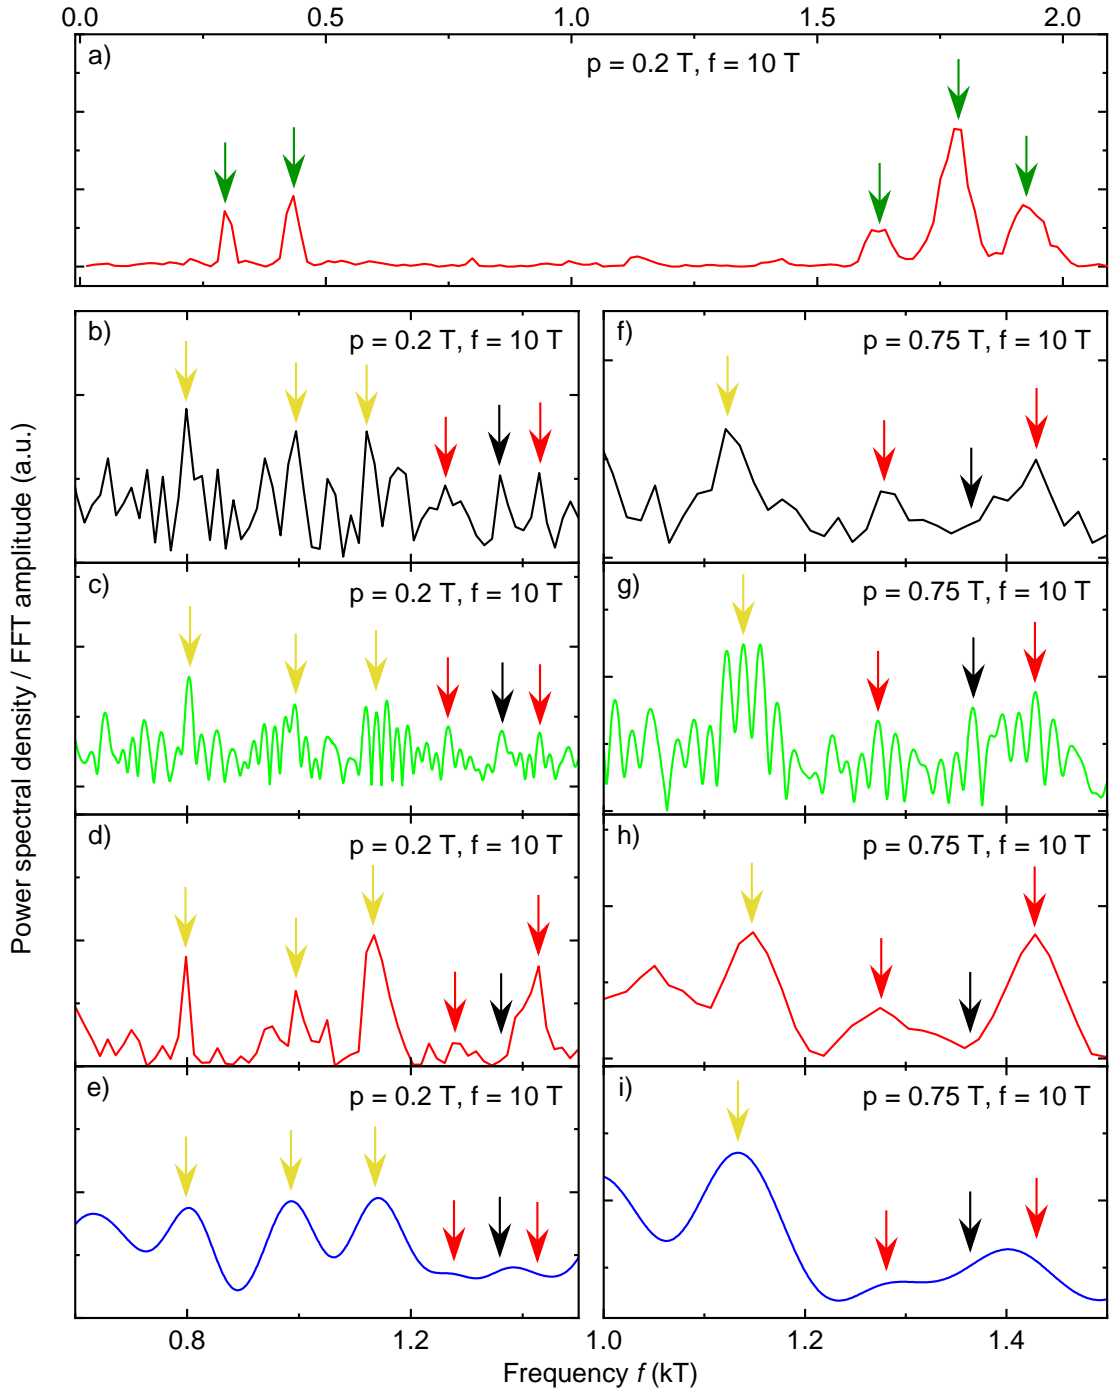 0.0 0.5 1.0 1.5 2.0
a) p = 0.2 T, f = 10 T
b) p = 0.2 T, f = 10 T
f) p = 0.75 T, f = 10 T
c) p = 0.2 T, f = 10 T
g) p = 0.75 T, f = 10 T
d) p = 0.2 T, f = 10 T
h) p = 0.75 T, f = 10 T
e) p = 0.2 T, f = 10 T
i) p = 0.75 T, f = 10 T
Power spectral density / FFT amplitude (a.u.)
0.8 1.2 1.0 1.2 1.4
Frequency f (kT)